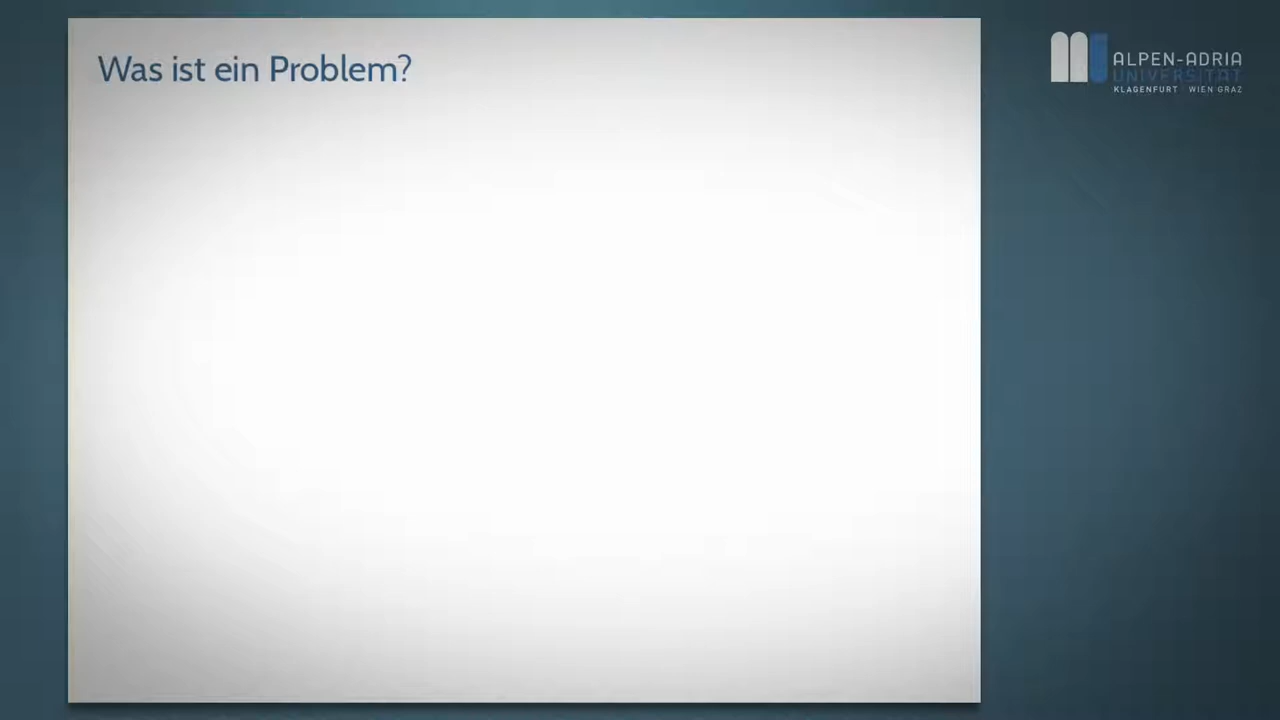 Was ist ein Problem?
ALPEN-ADRIA
UNIVERSITÄT
KLAGENFURT WIEN GRAZ